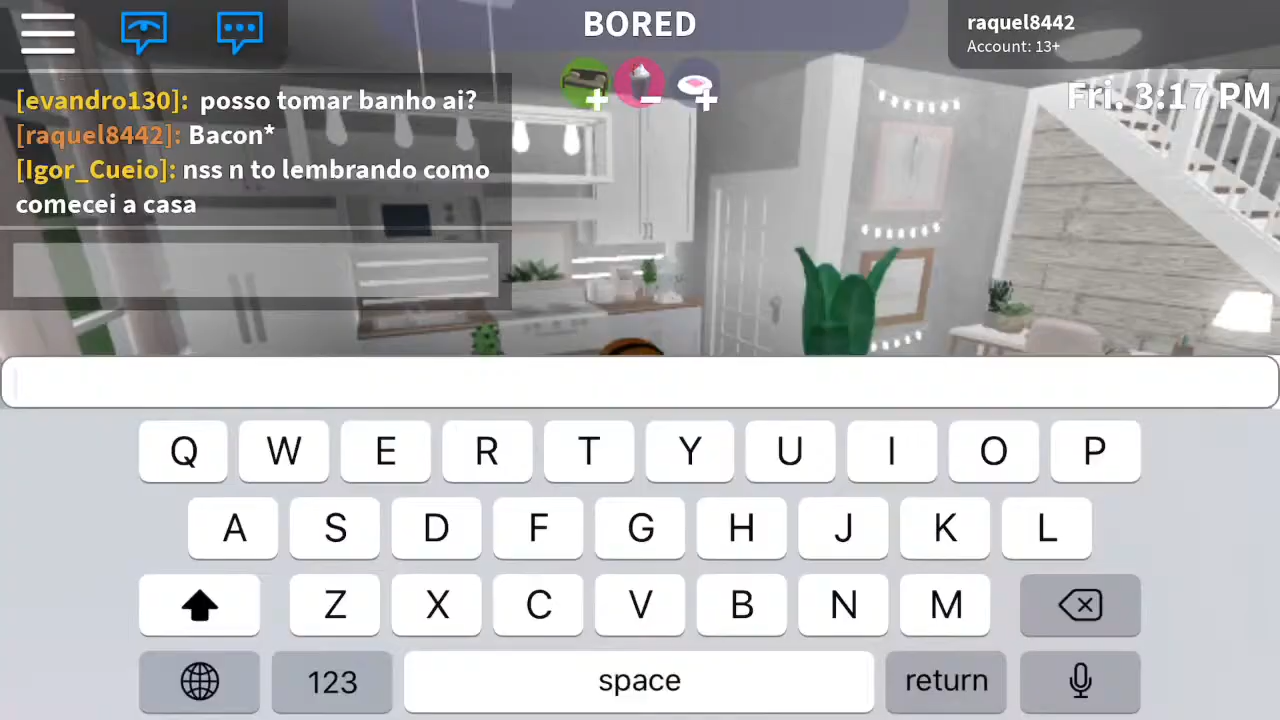 BORED
raquel8442
Account: 13+
Fri. 3:17 PM
[evandro130]: posso tomar banho ai?
[raquel8442]: Bacon*
[Igor_Cueio]: nss n to lembrando como
comecei a casa
Q W E R T Y U I O P
A S D F G H J K L
Z X C V B N M
123 space return